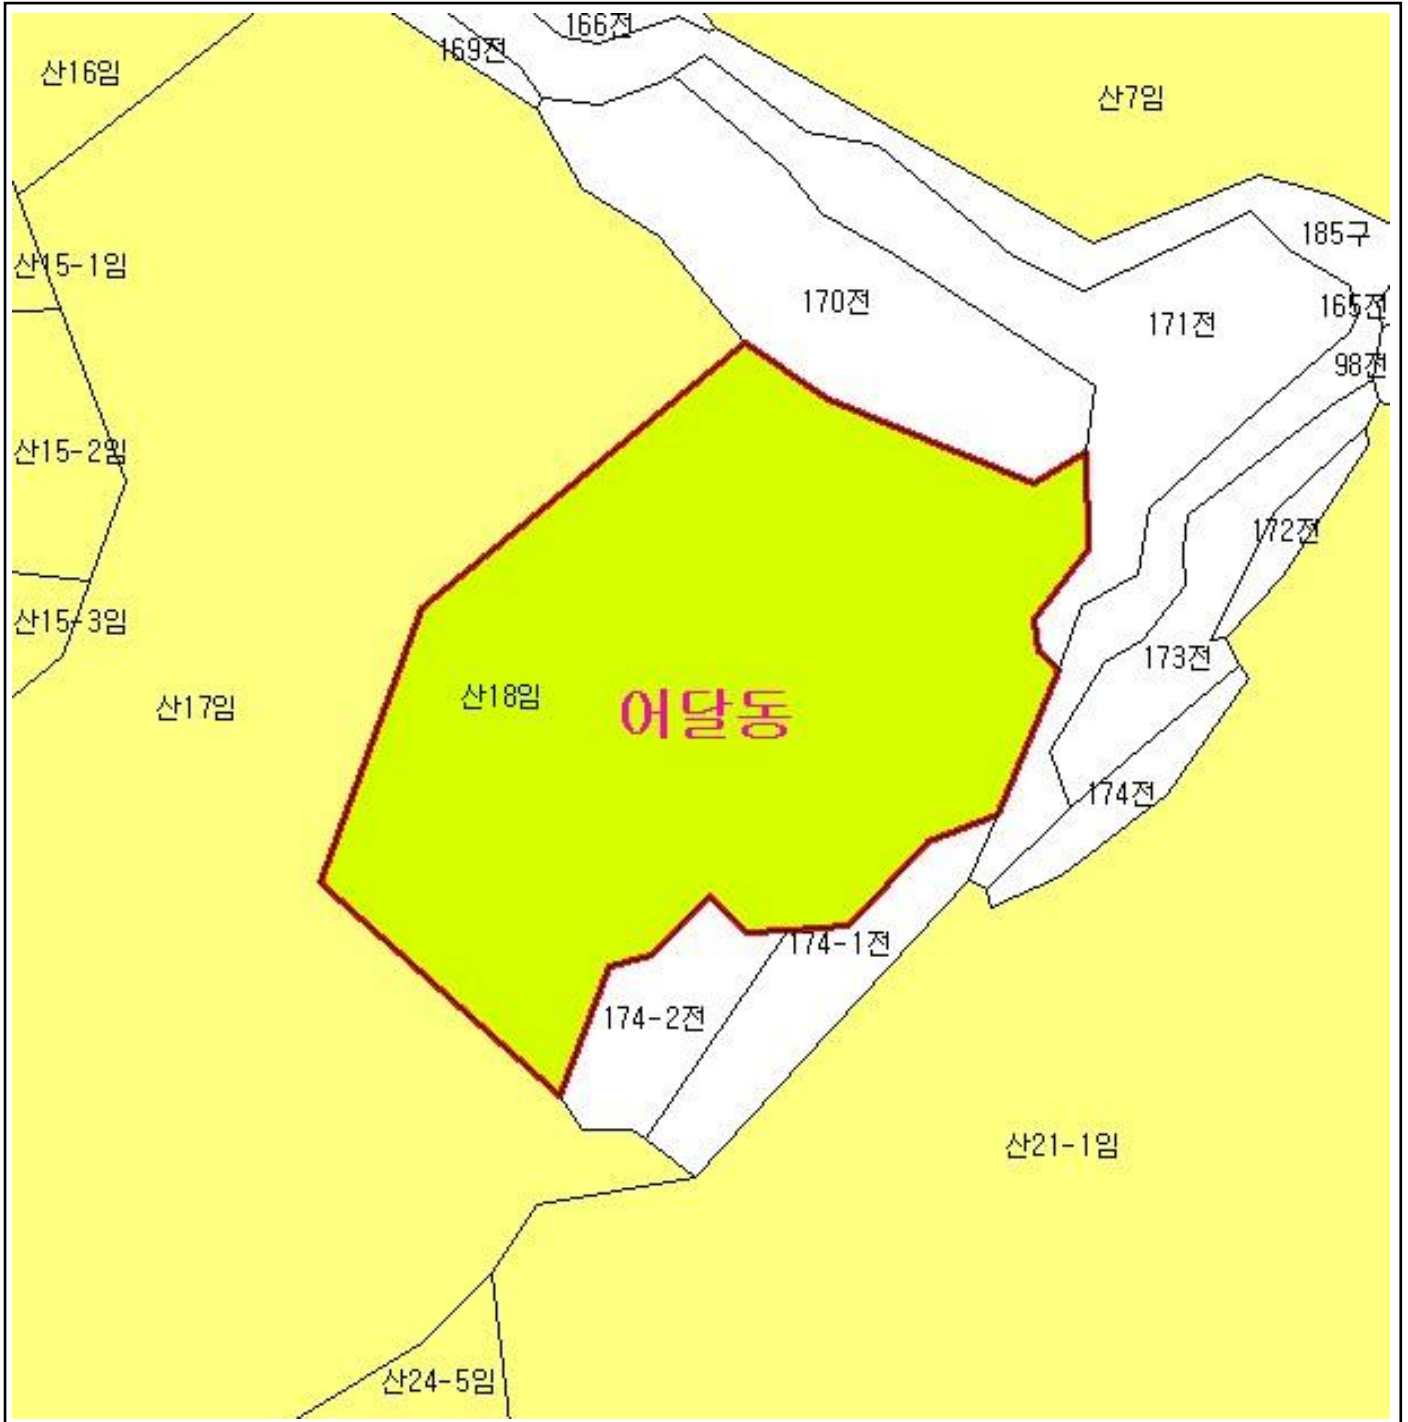 166전
169전
산16임
산7임
185구
산15-1임
170전
165전
171전
98전
산15-2임
172전
산15-3임
173전
산18임
산17임
어달동
174전
174-1전
174-2전
산21-1임
산24-5임